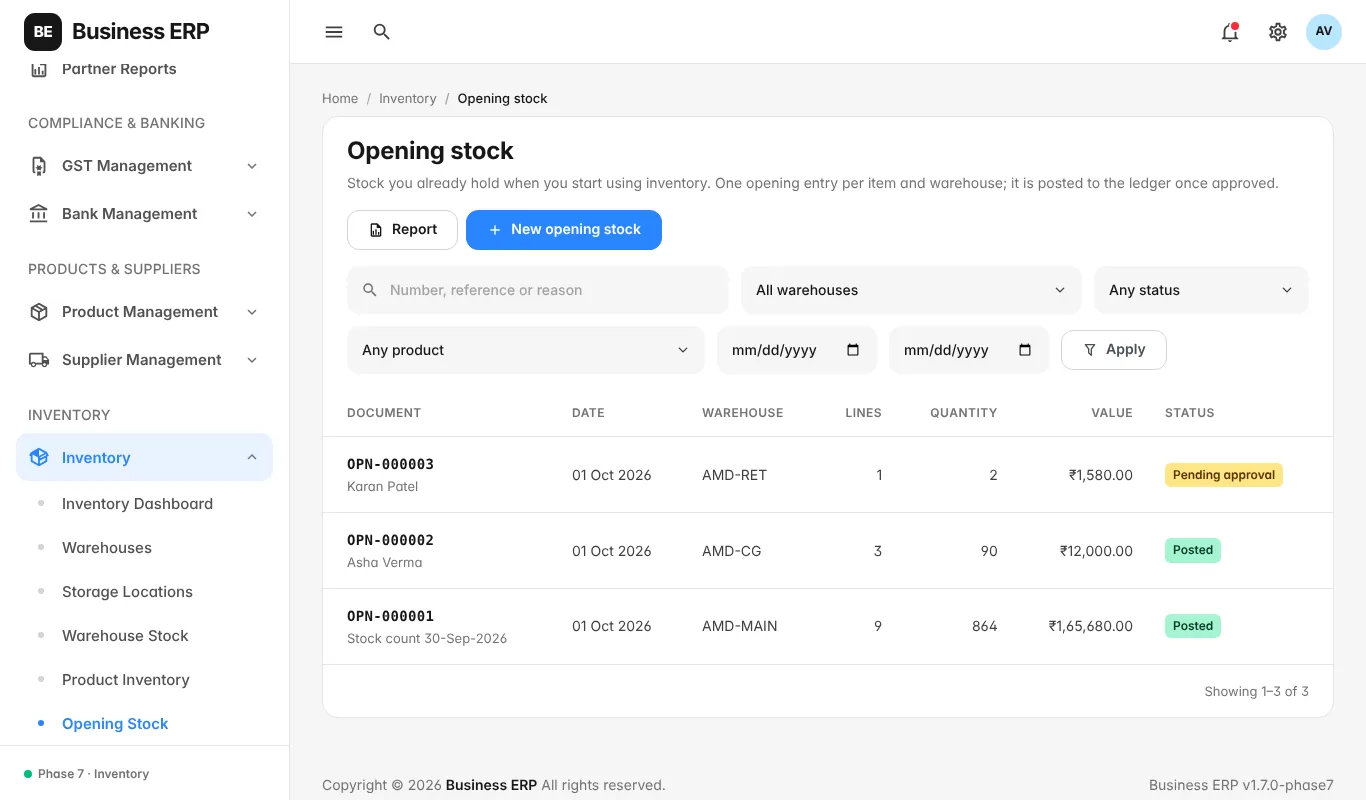 BE Business ERP
Partner Reports
COMPLIANCE & BANKING
GST Management
Bank Management
PRODUCTS & SUPPLIERS
Product Management
Supplier Management
INVENTORY
Inventory
Inventory Dashboard
Warehouses
Storage Locations
Warehouse Stock
Product Inventory
Opening Stock
Phase 7 · Inventory
AV
Home / Inventory / Opening stock
Opening stock
Stock you already hold when you start using inventory. One opening entry per item and warehouse; it is posted to the ledger once approved.
Report + New opening stock
Number, reference or reason All warehouses Any status
Any product mm/dd/yyyy mm/dd/yyyy Apply
DOCUMENT DATE WAREHOUSE LINES QUANTITY VALUE STATUS
OPN-000003
Karan Patel
01 Oct 2026 AMD-RET 1 2 ₹1,580.00 Pending approval
OPN-000002
Asha Verma
01 Oct 2026 AMD-CG 3 90 ₹12,000.00 Posted
OPN-000001
Stock count 30-Sep-2026
01 Oct 2026 AMD-MAIN 9 864 ₹1,65,680.00 Posted
Showing 1–3 of 3
Copyright © 2026 Business ERP All rights reserved.
Business ERP v1.7.0-phase7